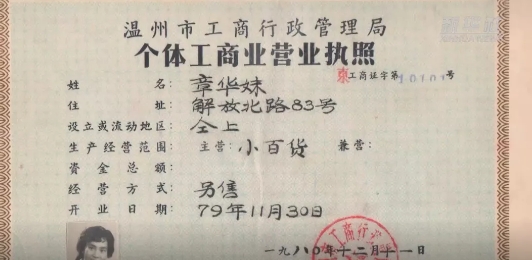 温州市工商行政管理局
个体工商业营业执照
工商证字第10101号
姓名：章华妹
住址：解放北路83号
设立或流动地区：仝上
生产经营范围：主营：小百货 兼营：
资金总额：
经营方式：另售
开业日期：79年11月30日
一九八〇年十二月十一日